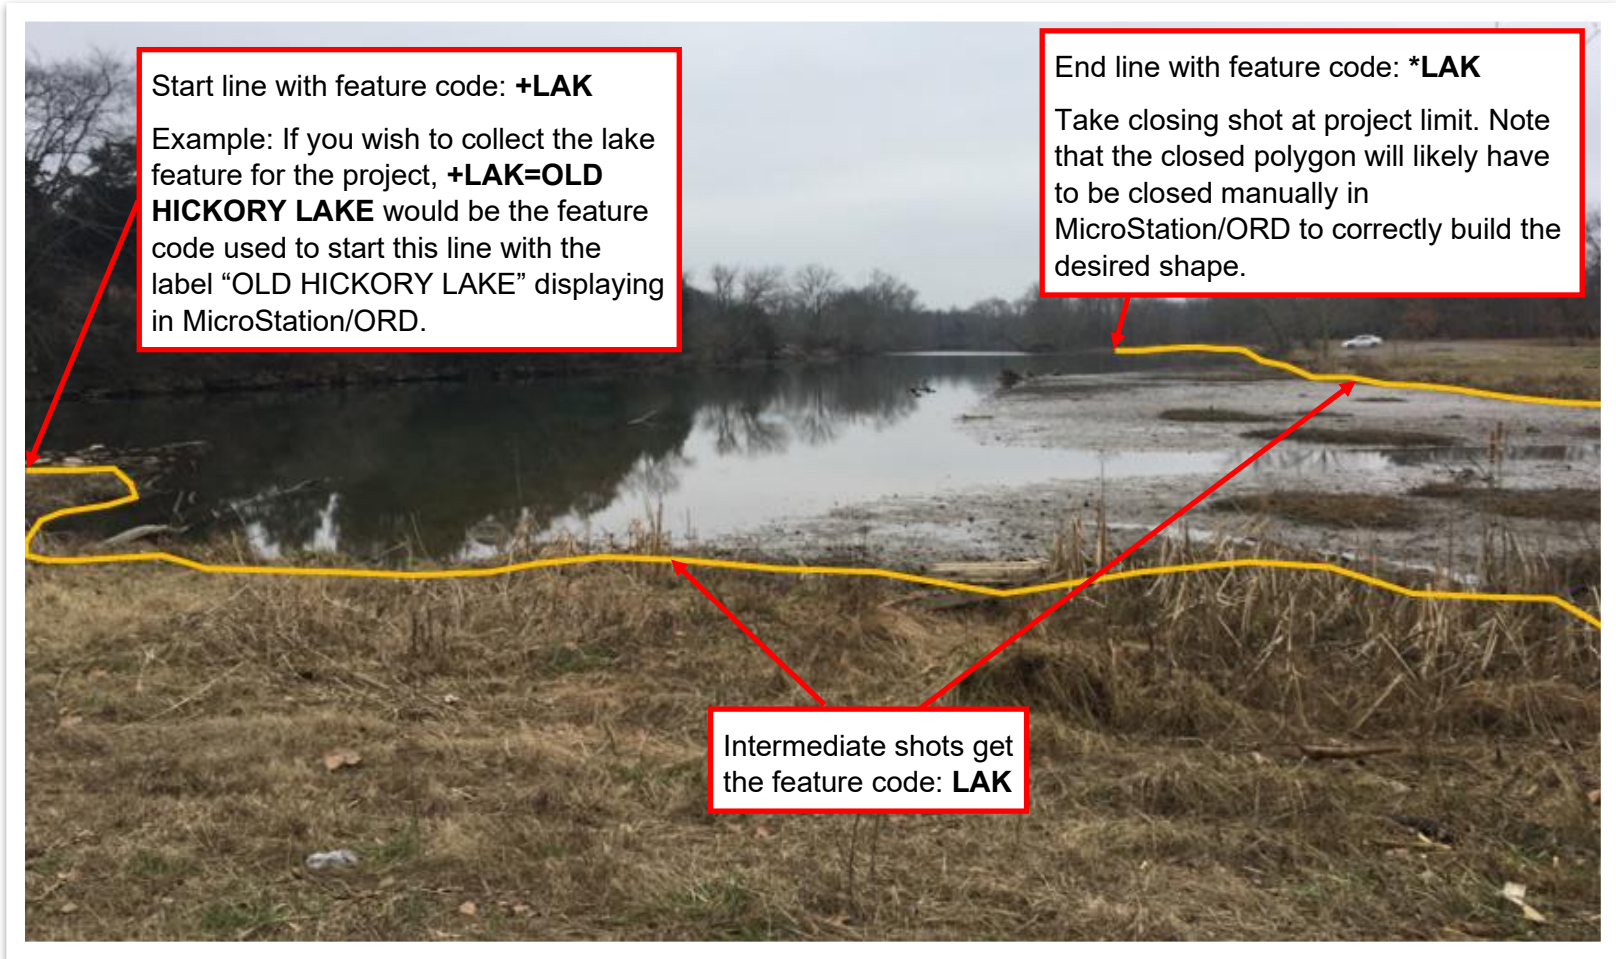 Start line with feature code: +LAK
Example: If you wish to collect the lake
feature for the project, +LAK=OLD
HICKORY LAKE would be the feature
code used to start this line with the
label “OLD HICKORY LAKE” displaying
in MicroStation/ORD.
End line with feature code: *LAK
Take closing shot at project limit. Note
that the closed polygon will likely have
to be closed manually in
MicroStation/ORD to correctly build the
desired shape.
Intermediate shots get
the feature code: LAK